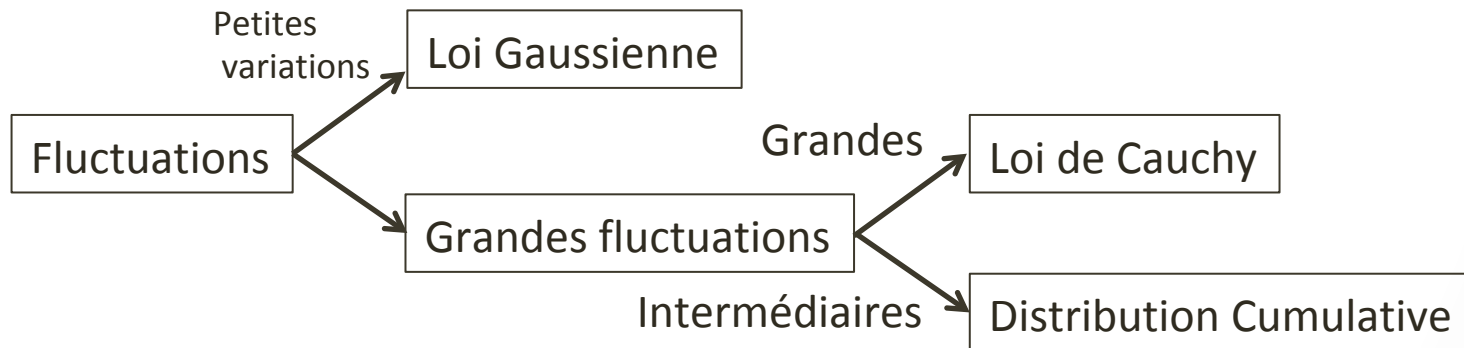 Petites
variations
Loi Gaussienne
Fluctuations
Grandes
Loi de Cauchy
Grandes fluctuations
Intermédiaires
Distribution Cumulative